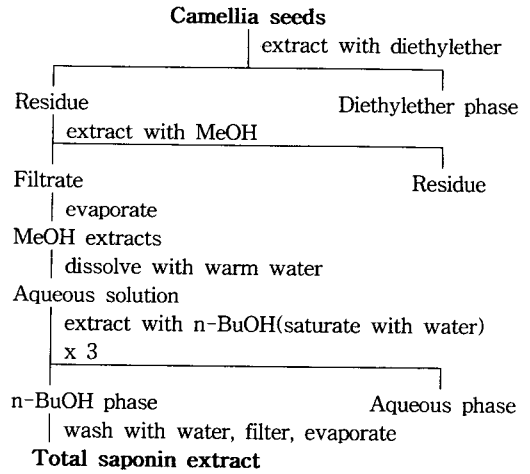 Camellia seeds
extract with diethylether
Residue Diethylether phase
extract with MeOH
Filtrate Residue
evaporate
MeOH extracts
dissolve with warm water
Aqueous solution
extract with n-BuOH(saturate with water)
x 3
n-BuOH phase Aqueous phase
wash with water, filter, evaporate
Total saponin extract